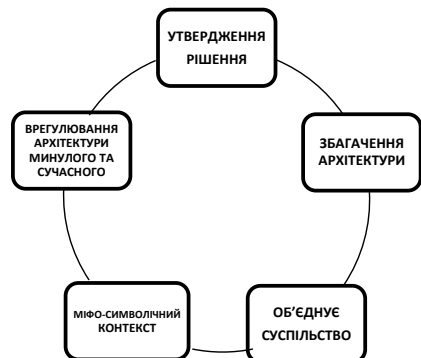 УТВЕРДЖЕННЯ
РІШЕННЯ
ЗБАГАЧЕННЯ
АРХІТЕКТУРИ
ОБ’ЄДНУЄ
СУСПІЛЬСТВО
МІФО-СИМВОЛІЧНИЙ
КОНТЕКСТ
ВРЕГУЛЮВАННЯ
АРХІТЕКТУРИ
МИНУЛОГО ТА
СУЧАСНОГО